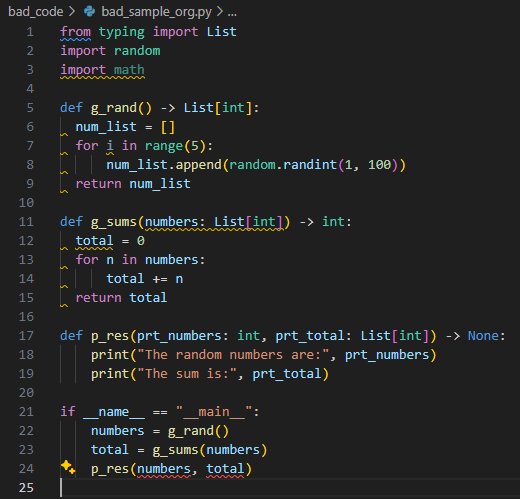 bad_code > bad_sample_org.py > ...
1 from typing import List
2 import random
3 import math
4
5 def g_rand() -> List[int]:
6   num_list = []
7   for i in range(5):
8       num_list.append(random.randint(1, 100))
9   return num_list
10
11 def g_sums(numbers: List[int]) -> int:
12   total = 0
13   for n in numbers:
14       total += n
15   return total
16
17 def p_res(prt_numbers: int, prt_total: List[int]) -> None:
18     print("The random numbers are:", prt_numbers)
19     print("The sum is:", prt_total)
20
21 if __name__ == "__main__":
22     numbers = g_rand()
23     total = g_sums(numbers)
24     p_res(numbers, total)
25